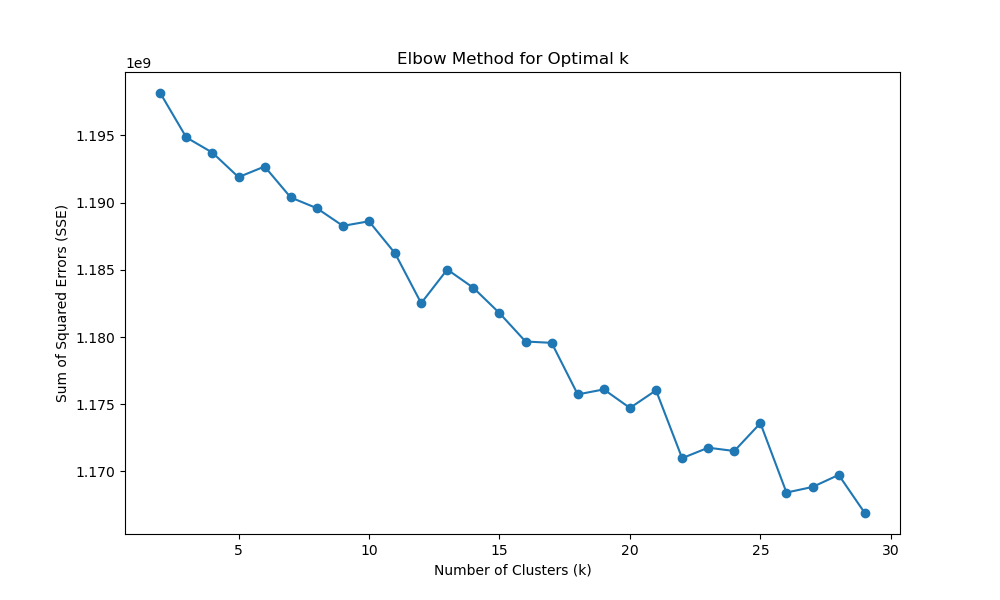 Elbow Method for Optimal k
1e9
1.195
1.190
1.185
1.180
1.175
1.170
Sum of Squared Errors (SSE)
5 10 15 20 25 30
Number of Clusters (k)